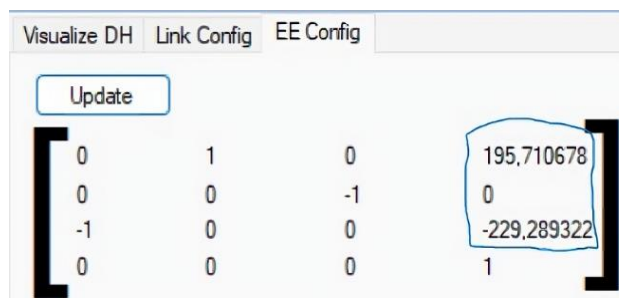 Visualize DH Link Config EE Config
Update
0 1 0 195,710678
0 0 -1 0
-1 0 0 -229,289322
0 0 0 1